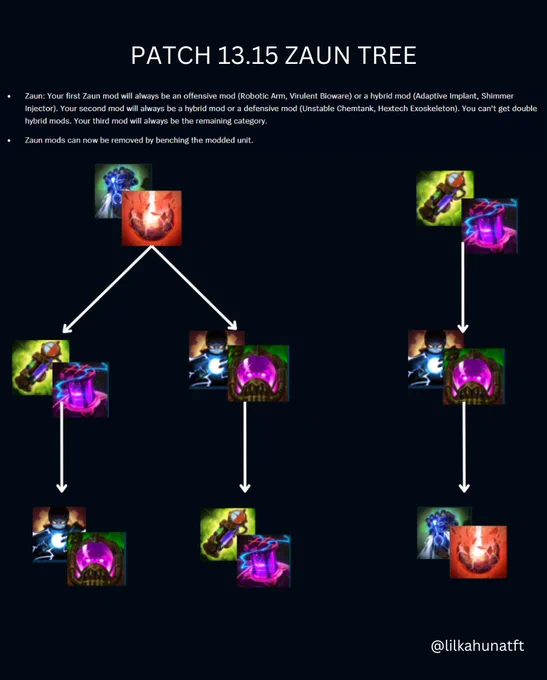 PATCH 13.15 ZAUN TREE
• Zaun: Your first Zaun mod will always be an offensive mod (Robotic Arm, Virulent Bioware) or a hybrid mod (Adaptive Implant, Shimmer
Injector). Your second mod will always be a hybrid mod or a defensive mod (Unstable Chemtank, Hextech Exoskeleton). You can't get double
hybrid mods. Your third mod will always be the remaining category.
• Zaun mods can now be removed by benching the modded unit.
@lilkahunatft